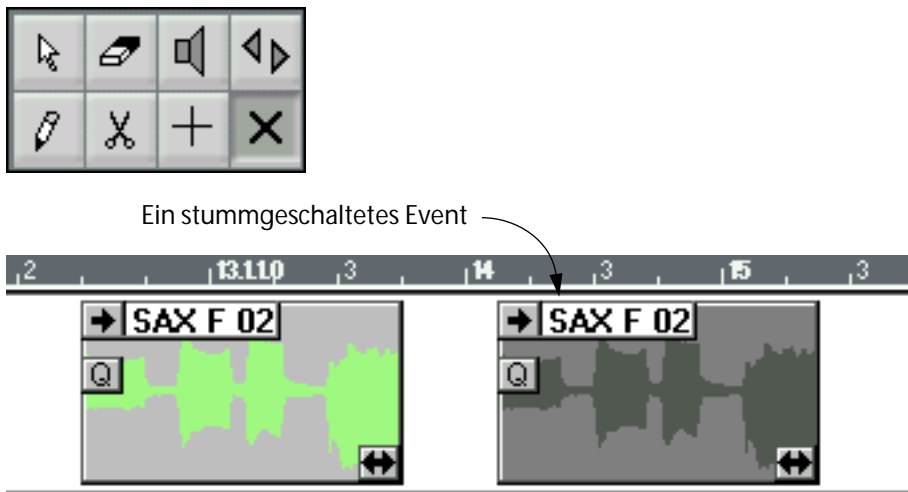 Ein stummgeschaltetes Event
2 13.1.1.0 3 14 3 15 3
SAX F 02 SAX F 02
Q Q